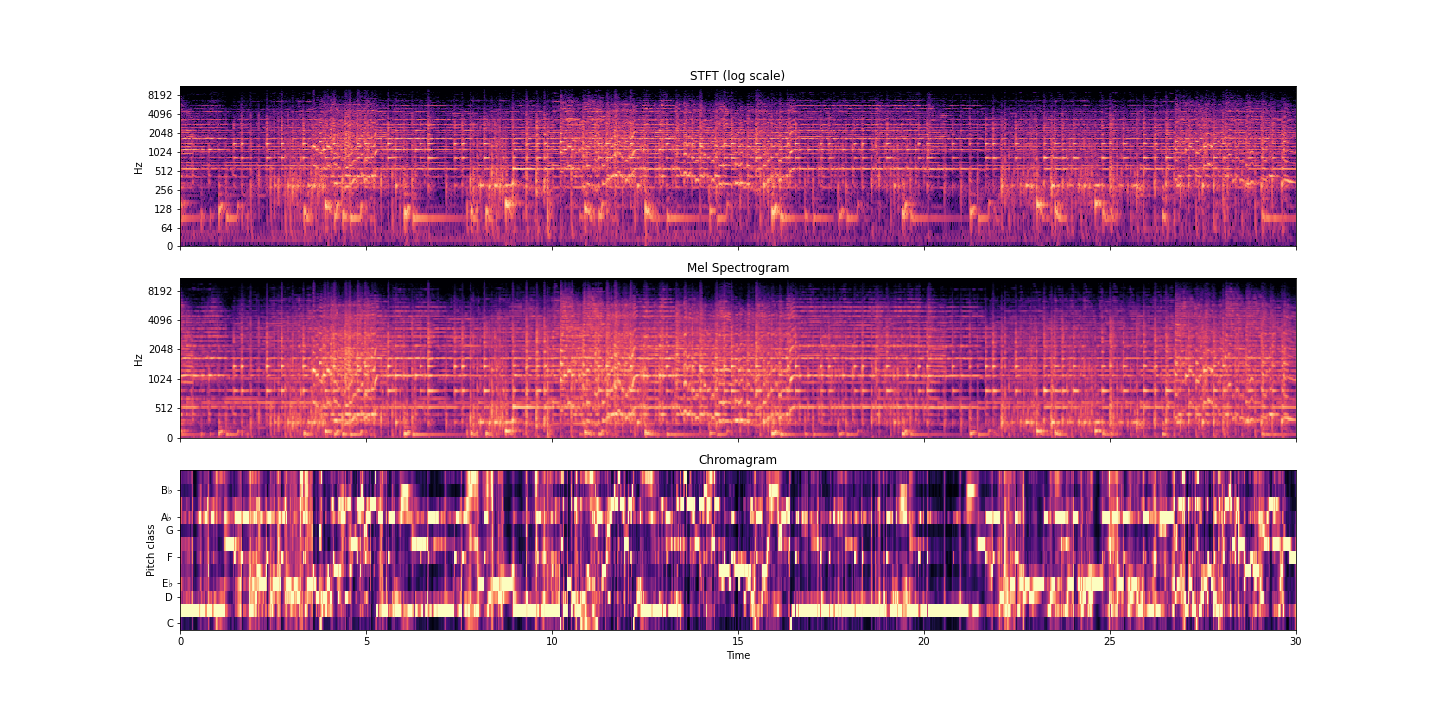 STFT (log scale)
8192
4096
2048
1024
512
256
128
64
0
Hz
Mel Spectrogram
8192
4096
2048
1024
512
0
Hz
Chromagram
B♭
A♭
G
F
E♭
D
C
Pitch class
0 5 10 15 20 25 30
Time